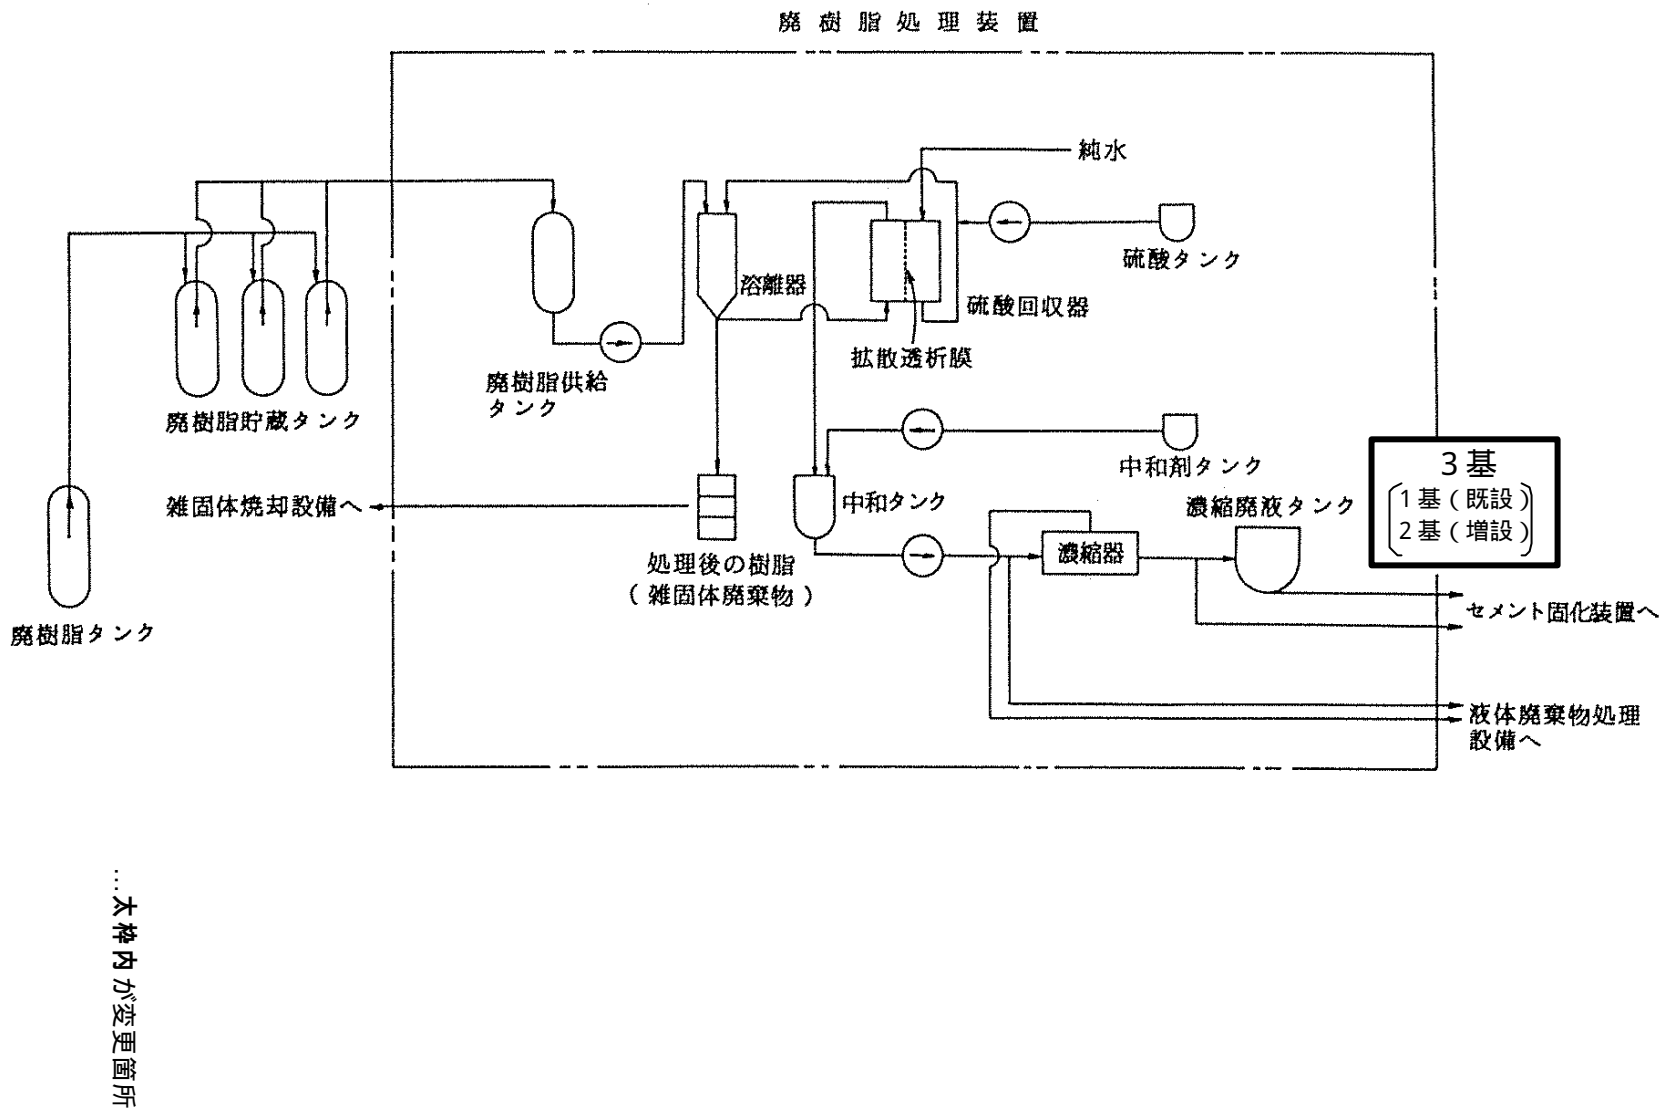 廃樹脂処理装置
純水
硫酸タンク
溶離器
硫酸回収器
拡散透析膜
廃樹脂供給
タンク
廃樹脂貯蔵タンク
3基
1基(既設)
2基(増設)
中和剤タンク
雑固体焼却設備へ
中和タンク
濃縮廃液タンク
濃縮器
処理後の樹脂
(雑固体廃棄物)
セメント固化装置へ
廃樹脂タンク
液体廃棄物処理
設備へ
…太枠内が変更箇所